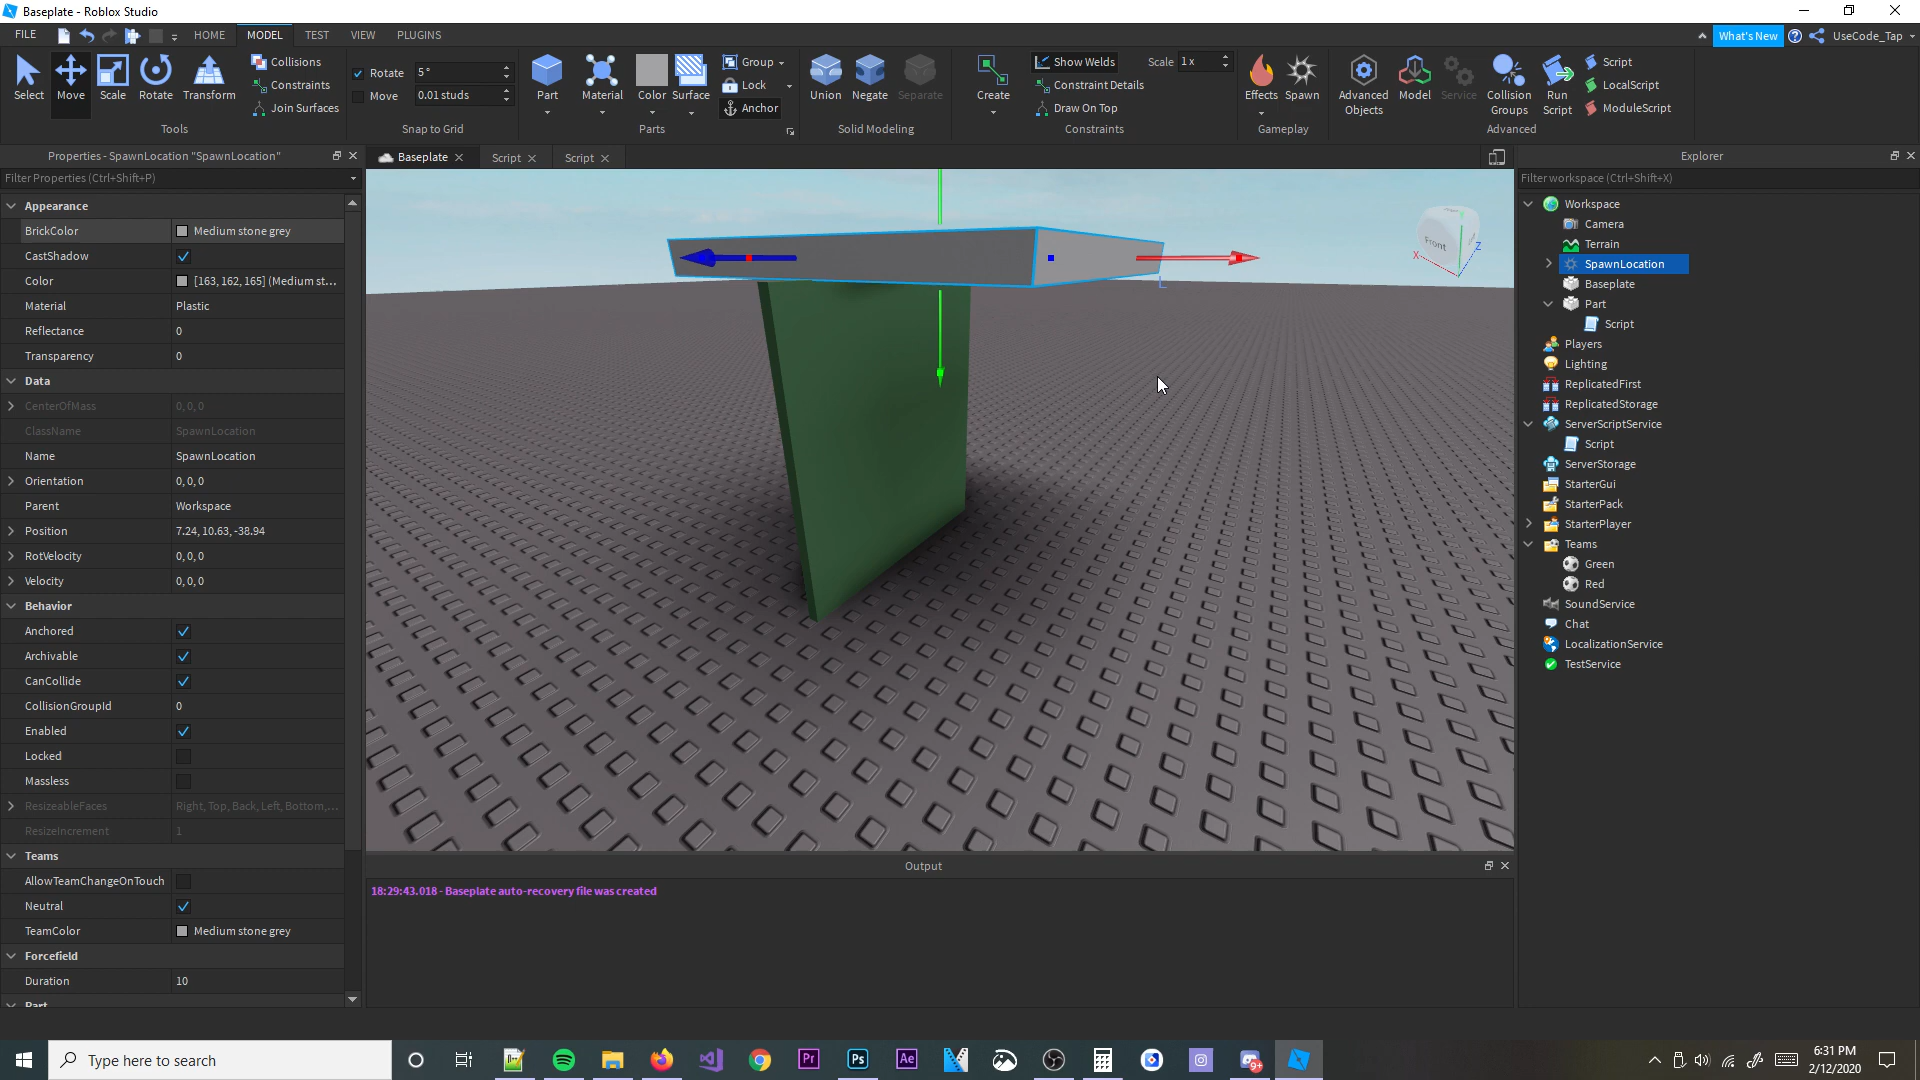 Baseplate - Roblox Studio
FILE HOME MODEL TEST VIEW PLUGINS What's New UseCode_Tap
Select Move Scale Rotate Transform
Collisions
Constraints
Join Surfaces
Tools
Rotate 5°
Move 0.01 studs
Snap to Grid
Part Material Color Surface
Group
Lock
Anchor
Parts
Union Negate Separate
Solid Modeling
Create
Show Welds
Constraint Details
Draw On Top
Scale 1x
Constraints
Effects Spawn
Gameplay
Advanced Objects
Model
Service
Collision Groups
Run Script
Script
LocalScript
ModuleScript
Advanced
Properties - SpawnLocation "SpawnLocation"
Filter Properties (Ctrl+Shift+P)
Appearance
BrickColor Medium stone grey
CastShadow
Color [163, 162, 165] (Medium st...
Material Plastic
Reflectance 0
Transparency 0
Data
CenterOfMass 0, 0, 0
ClassName SpawnLocation
Name SpawnLocation
Orientation 0, 0, 0
Parent Workspace
Position 7.24, 10.63, -38.94
RotVelocity 0, 0, 0
Velocity 0, 0, 0
Behavior
Anchored
Archivable
CanCollide
CollisionGroupId 0
Enabled
Locked
Massless
ResizeableFaces Right, Top, Back, Left, Bottom,...
ResizeIncrement 1
Teams
AllowTeamChangeOnTouch
Neutral
TeamColor Medium stone grey
Forcefield
Duration 10
Part
Baseplate Script Script
Front
X
Z
L
Output
18:29:43.018 - Baseplate auto-recovery file was created
Explorer
Filter workspace (Ctrl+Shift+X)
Workspace
Camera
Terrain
SpawnLocation
Baseplate
Part
Script
Players
Lighting
ReplicatedFirst
ReplicatedStorage
ServerScriptService
Script
ServerStorage
StarterGui
StarterPack
StarterPlayer
Teams
Green
Red
SoundService
Chat
LocalizationService
TestService
Type here to search
Pr
Ps
Ae
9+
6:31 PM
2/12/2020